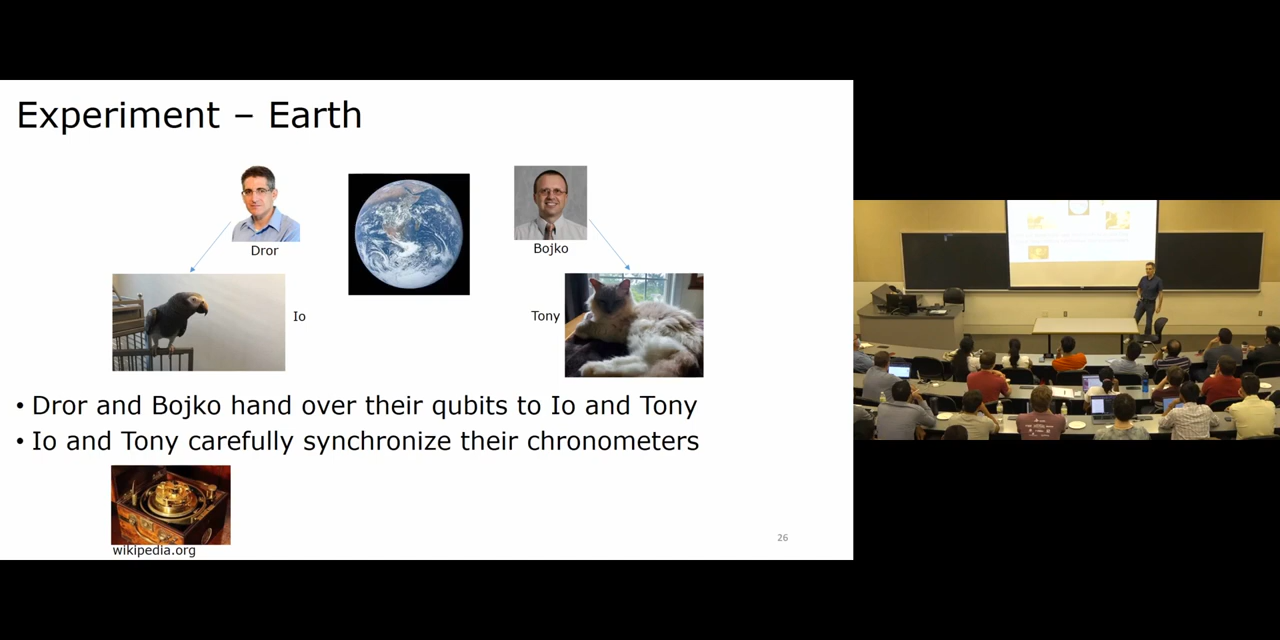 Experiment – Earth
Dror
Bojko
Io
Tony
• Dror and Bojko hand over their qubits to Io and Tony
• Io and Tony carefully synchronize their chronometers
wikipedia.org
26